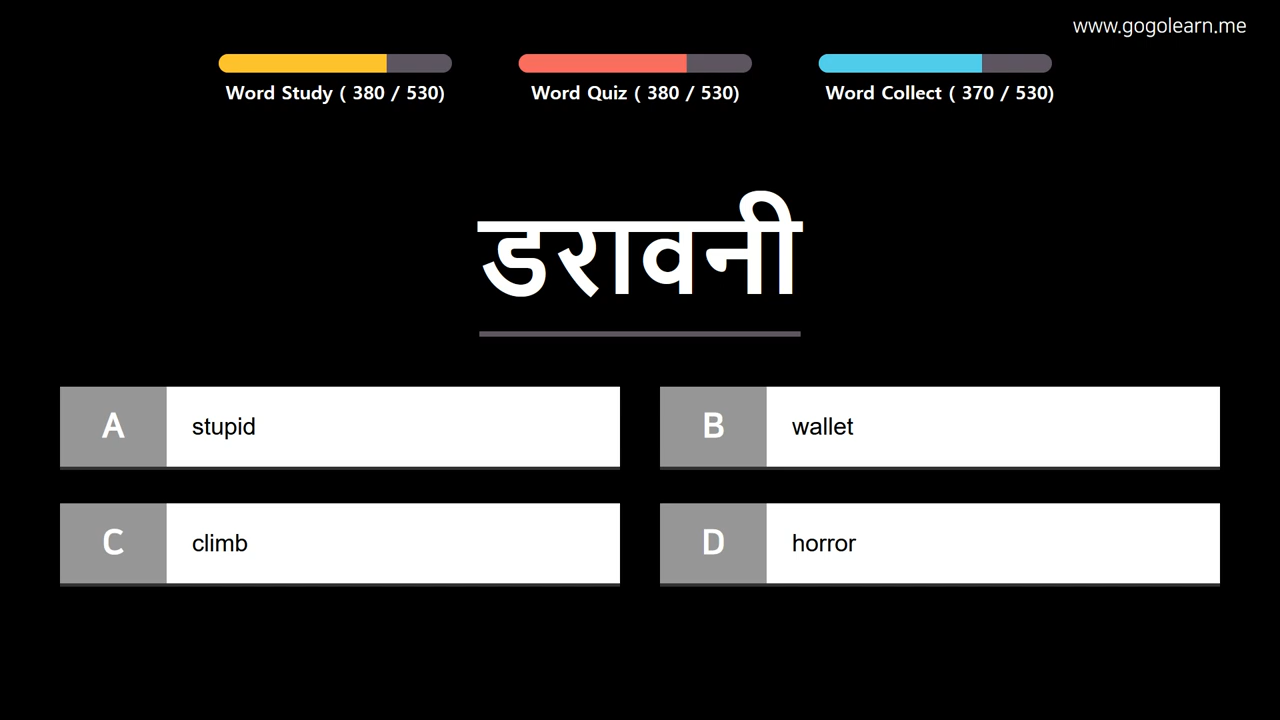 www.gogolearn.me
Word Study ( 380 / 530)
Word Quiz ( 380 / 530)
Word Collect ( 370 / 530)
डरावनी
A stupid
B wallet
C climb
D horror